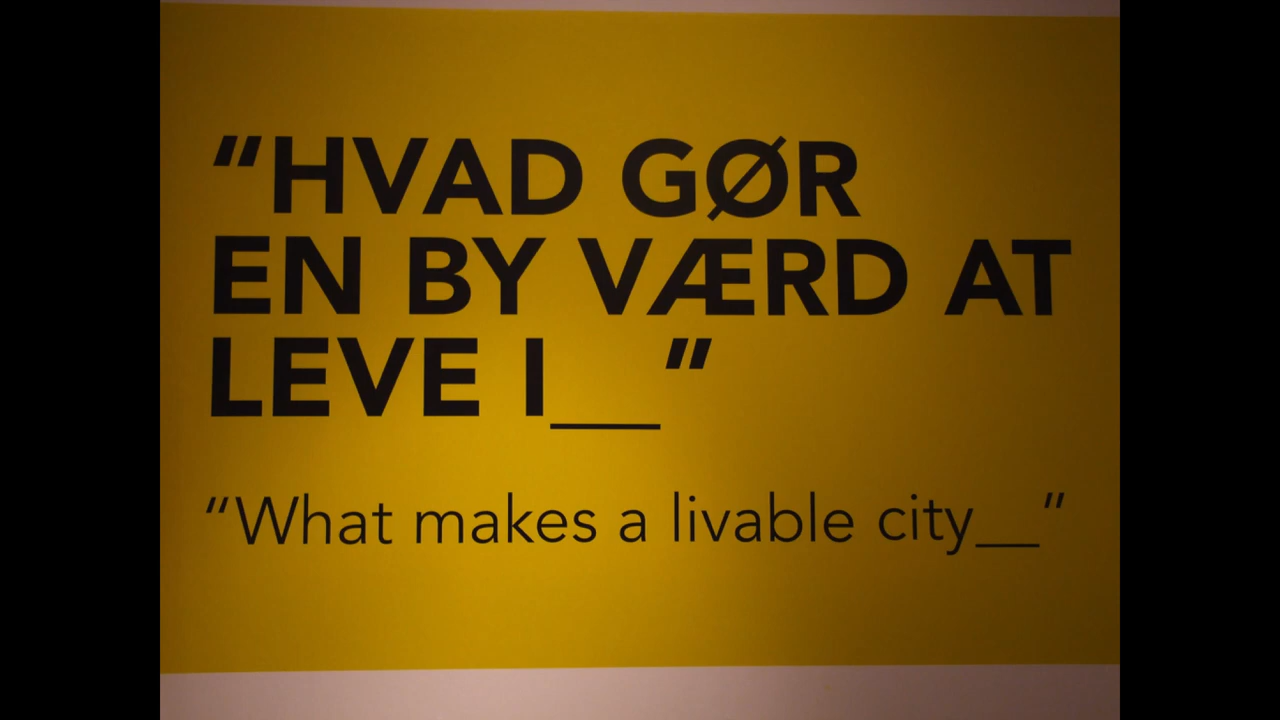 “HVAD GØR
EN BY VÆRD AT
LEVE I__”
“What makes a livable city__”